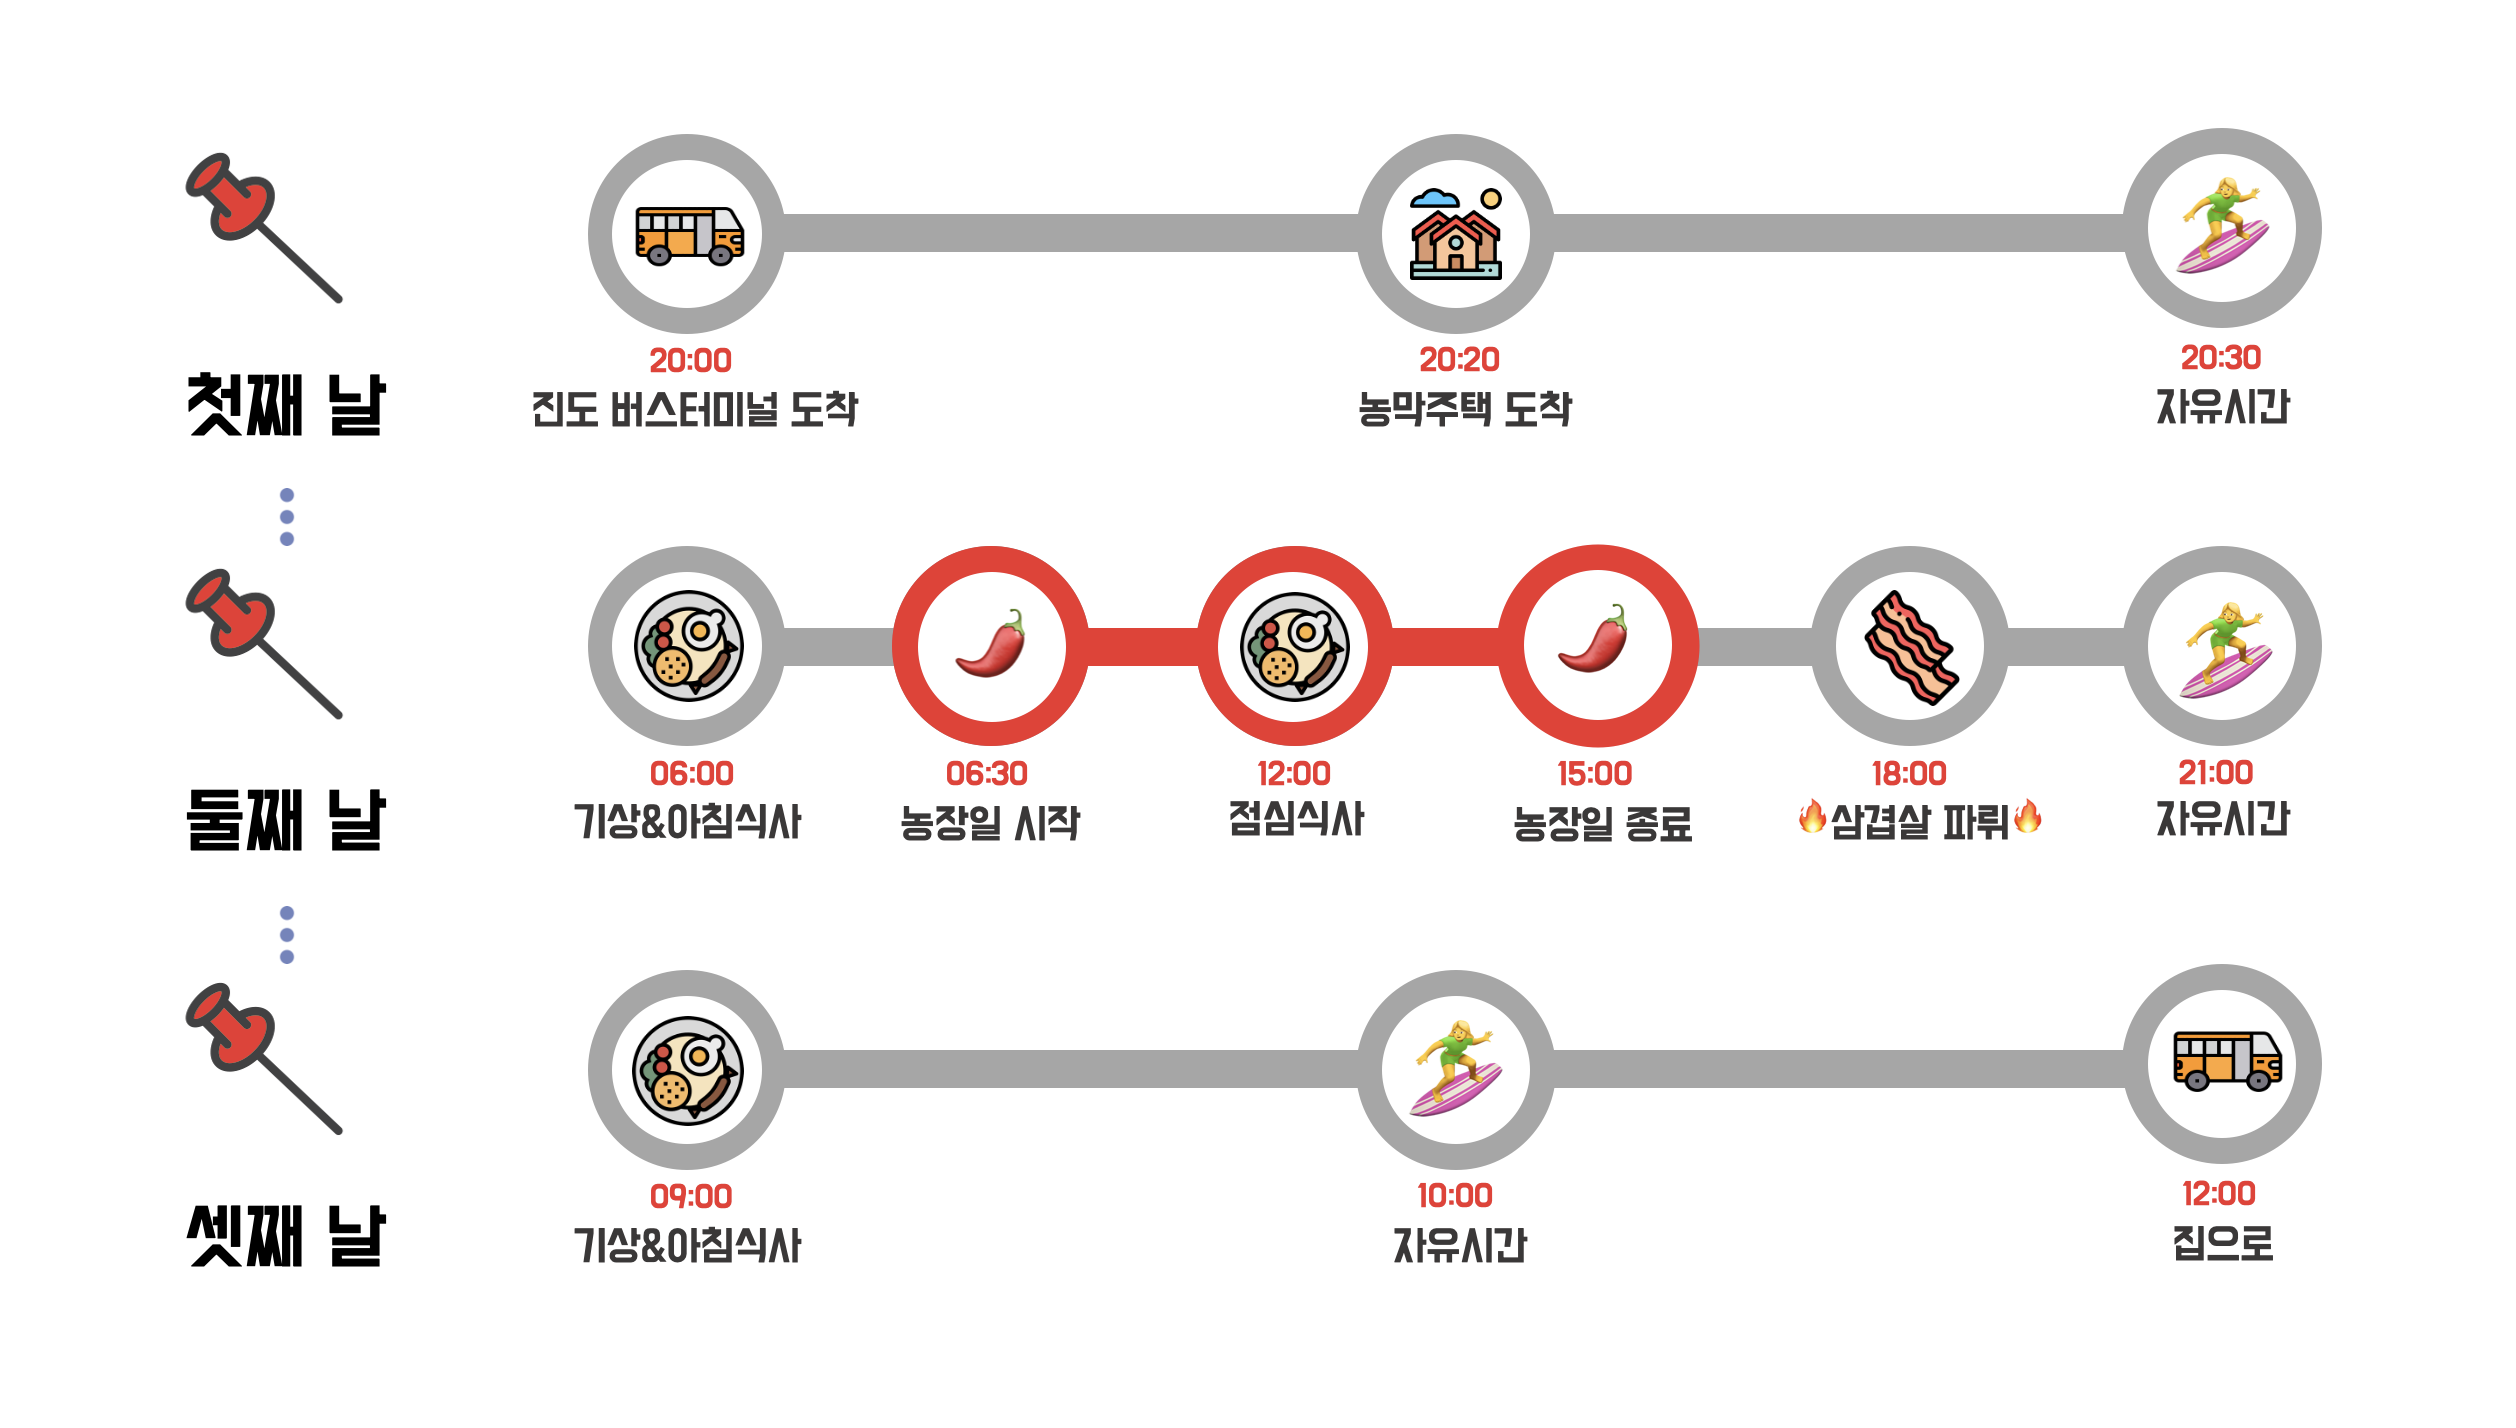 첫째 날
20:00
진도 버스터미널 도착
20:20
농막주택 도착
20:30
자유시간
둘째 날
06:00
기상&아침식사
06:30
농정일 시작
12:00
점심식사
15:00
농정일 종료
18:00
삼겹살 파뤼
21:00
자유시간
셋째 날
09:00
기상&아침식사
10:00
자유시간
12:00
집으로